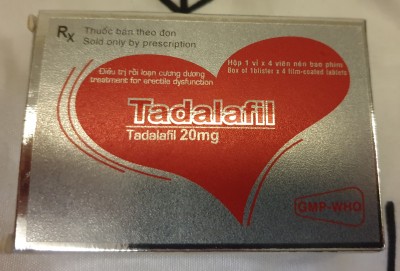 Rx Thuốc bán theo đơn
Sold only by prescription
Hộp 1 vỉ x 4 viên nén bao phim
Box of 1blister x 4 film-coated tablets
Điều trị rối loạn cương dương
treatment for erectile dysfunction
Tadalafil
Tadalafil 20mg
GMP-WHO